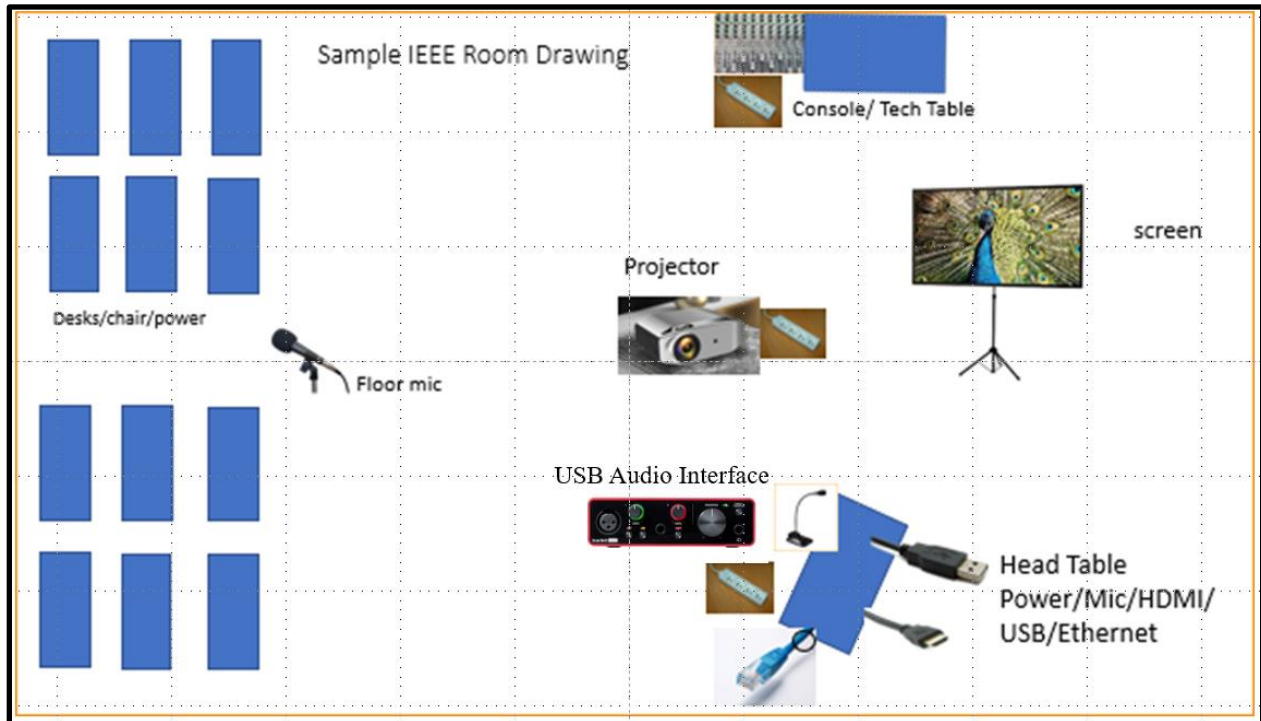 Sample IEEE Room Drawing
Console/ Tech Table
screen
Projector
Desks/chair/power
Floor mic
USB Audio Interface
Head Table
Power/Mic/HDMI/
USB/Ethernet